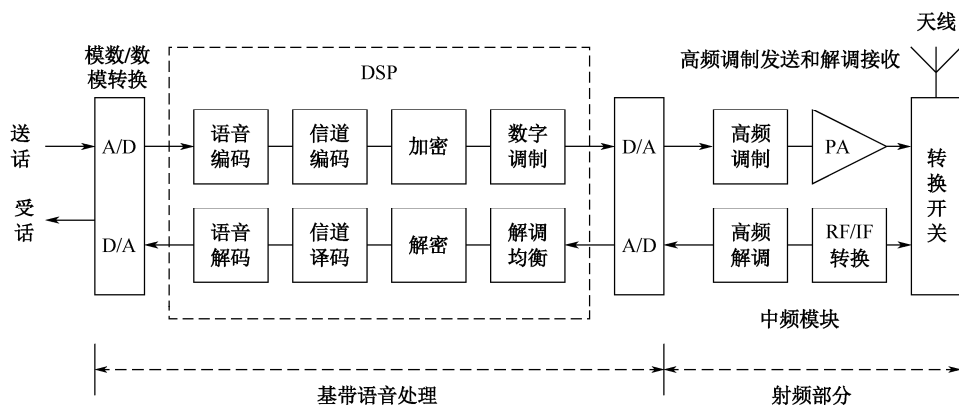 天线
模数/数
模转换
DSP
高频调制发送和解调接收
送
话
A/D
语音
编码
信道
编码
加密
数字
调制
D/A
高频
调制
PA
转
换
开
关
受
话
D/A
语音
解码
信道
译码
解密
解调
均衡
A/D
高频
解调
RF/IF
转换
中频模块
基带语音处理
射频部分